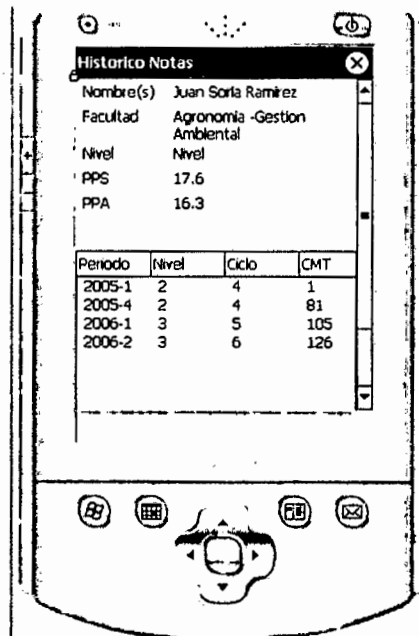 Historico Notas
Nombre(s) Juan Soria Ramirez
Facultad Agronomia -Gestion
Ambiental
Nivel Nivel
PPS 17.6
PPA 16.3
Periodo Nivel Ciclo CMT
2005-1 2 4 1
2005-4 2 4 81
2006-1 3 5 105
2006-2 3 6 126